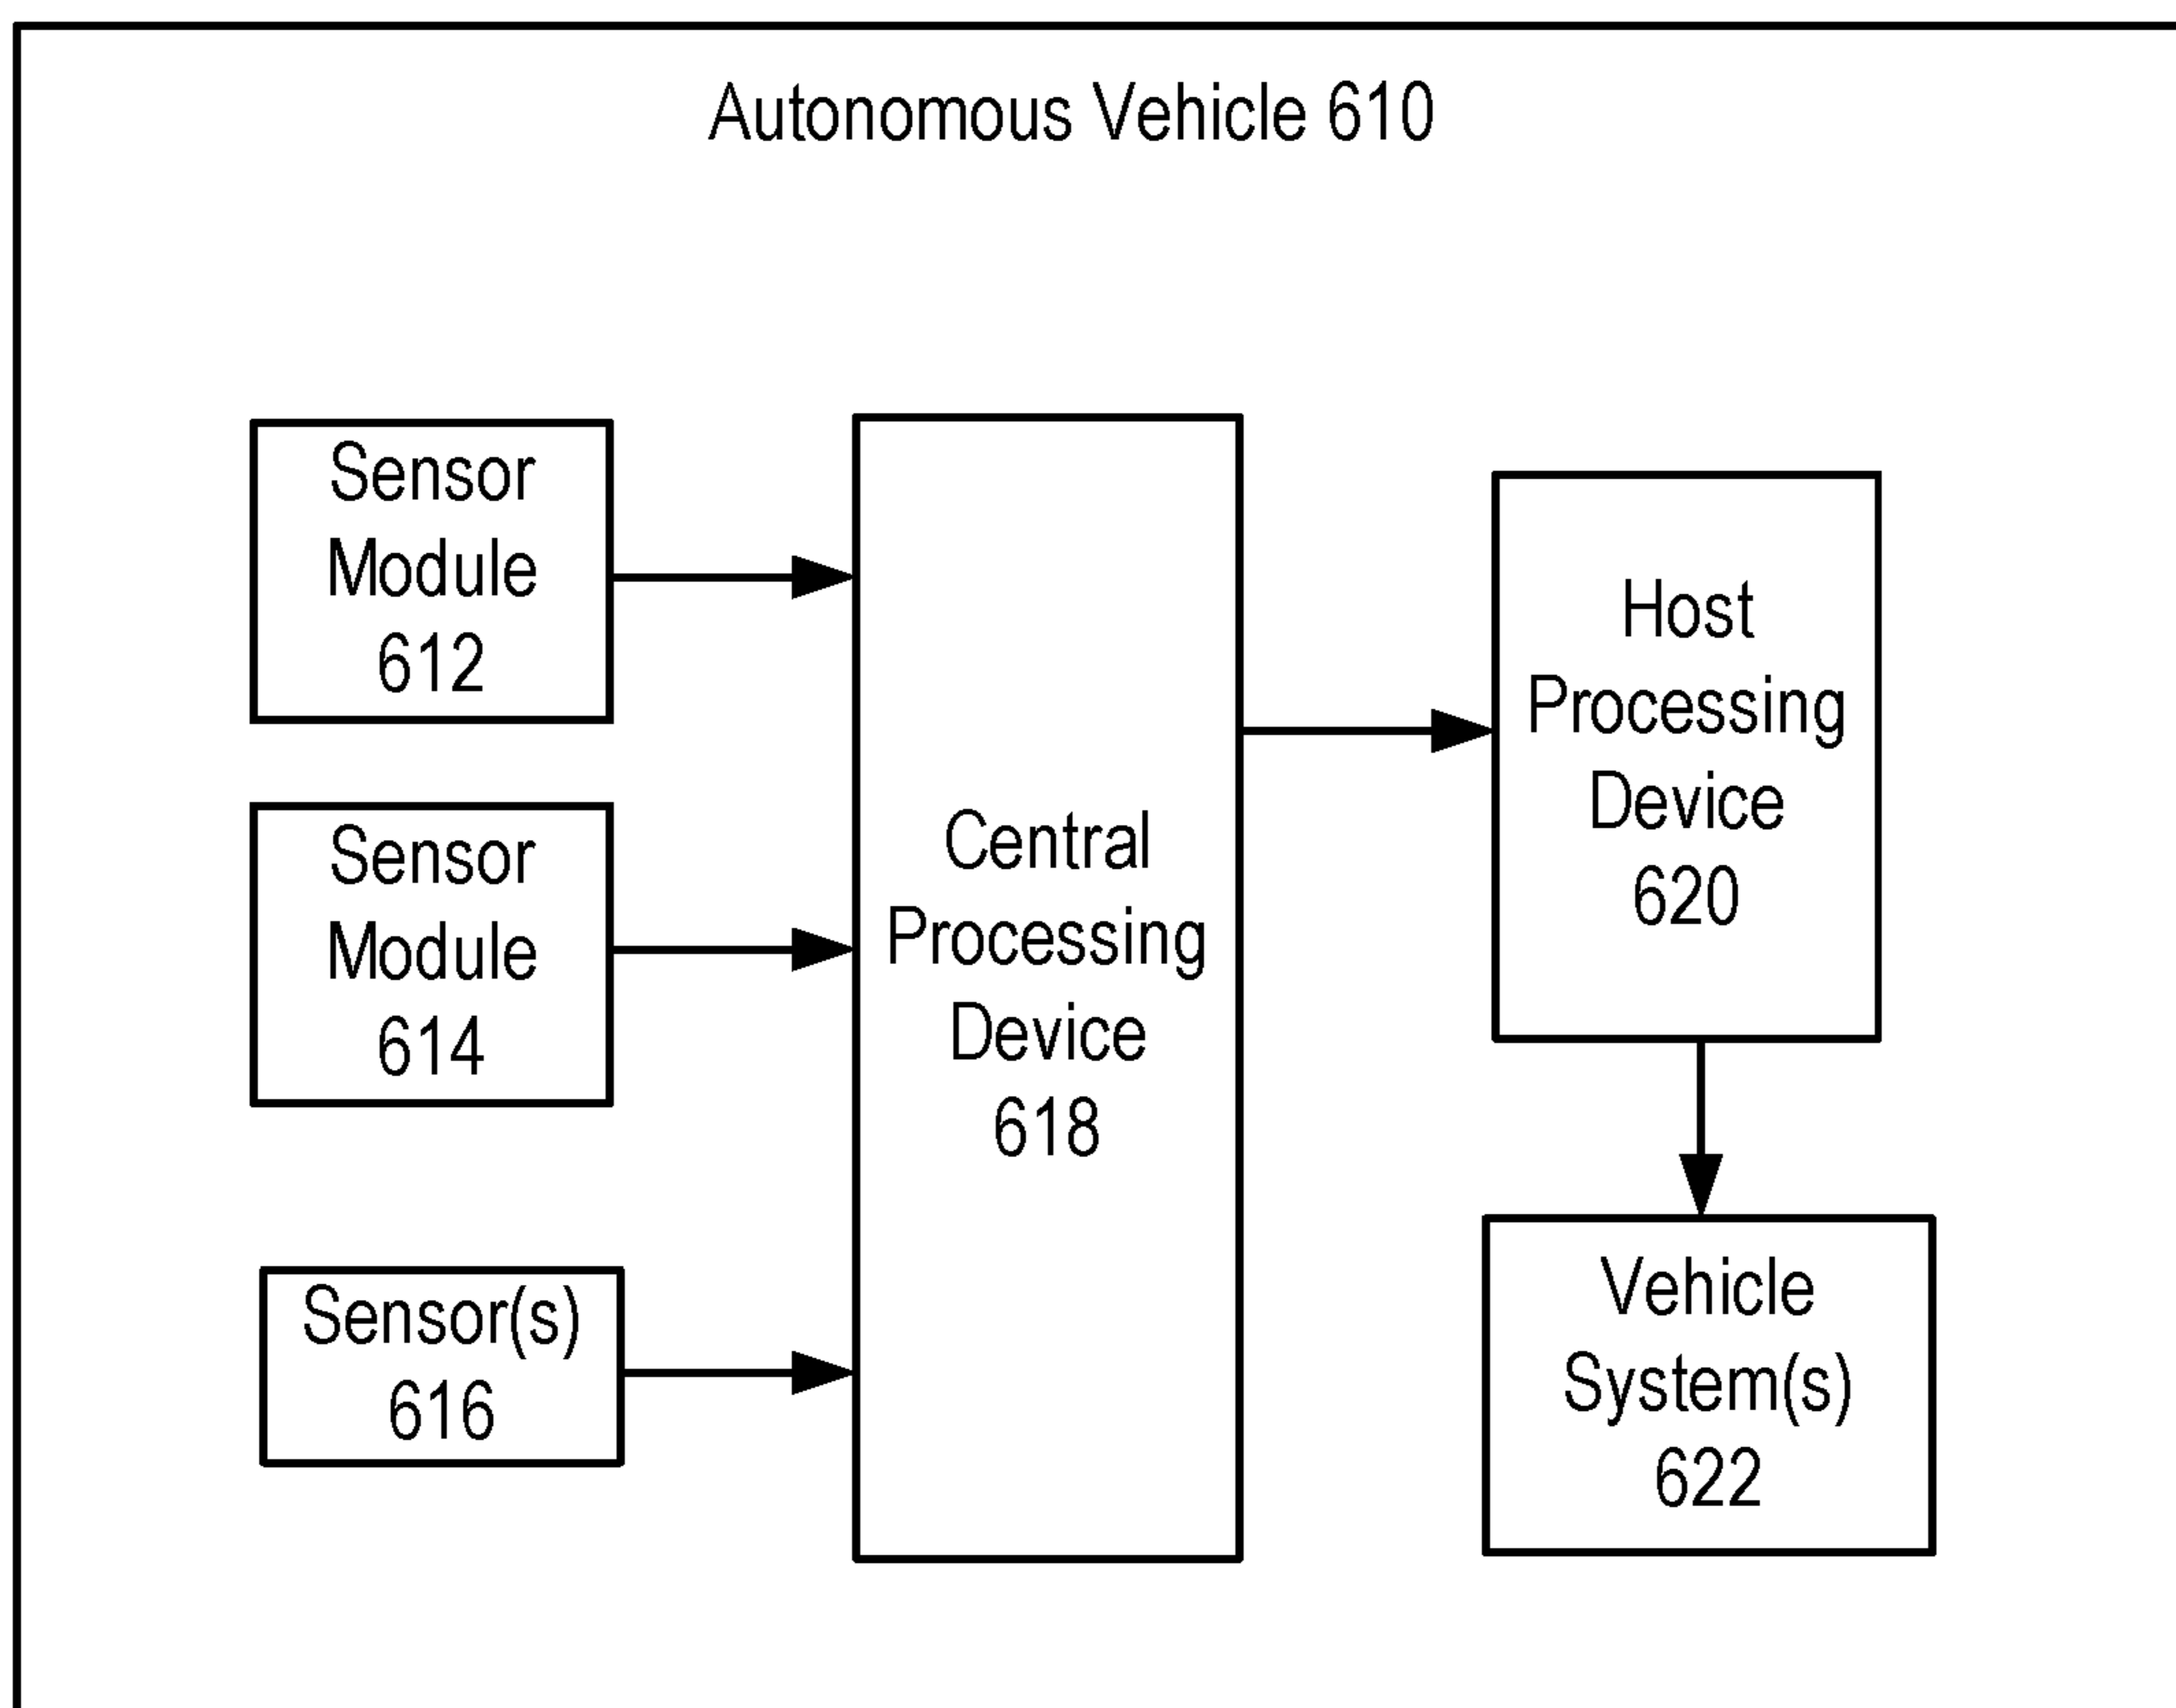 Autonomous Vehicle 610
Sensor
Module
612
Sensor
Module
614
Sensor(s)
616
Central
Processing
Device
618
Host
Processing
Device
620
Vehicle
System(s)
622